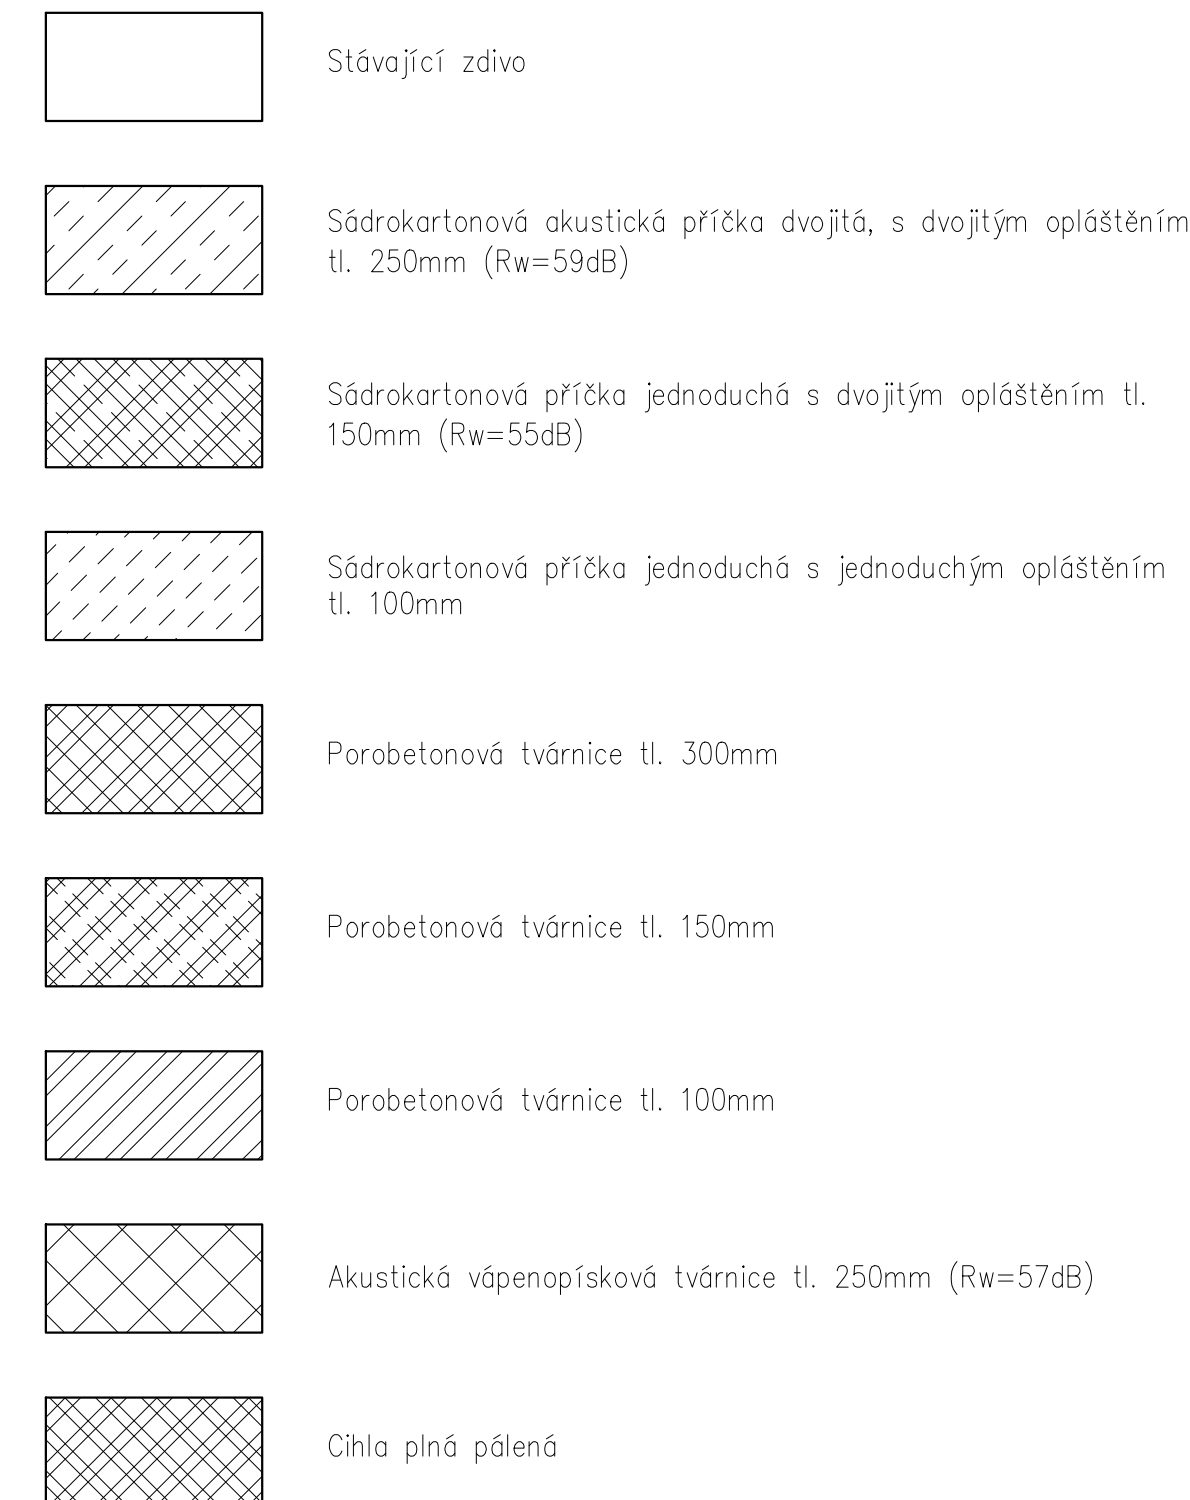 Stávající zdivo
Sádrokartonová akustická příčka dvojitá, s dvojitým opláštěním
tl. 250mm (Rw=59dB)
Sádrokartonová příčka jednoduchá s dvojitým opláštěním tl.
150mm (Rw=55dB)
Sádrokartonová příčka jednoduchá s jednoduchým opláštěním
tl. 100mm
Porobetonová tvárnice tl. 300mm
Porobetonová tvárnice tl. 150mm
Porobetonová tvárnice tl. 100mm
Akustická vápenopísková tvárnice tl. 250mm (Rw=57dB)
Cihla plná pálená